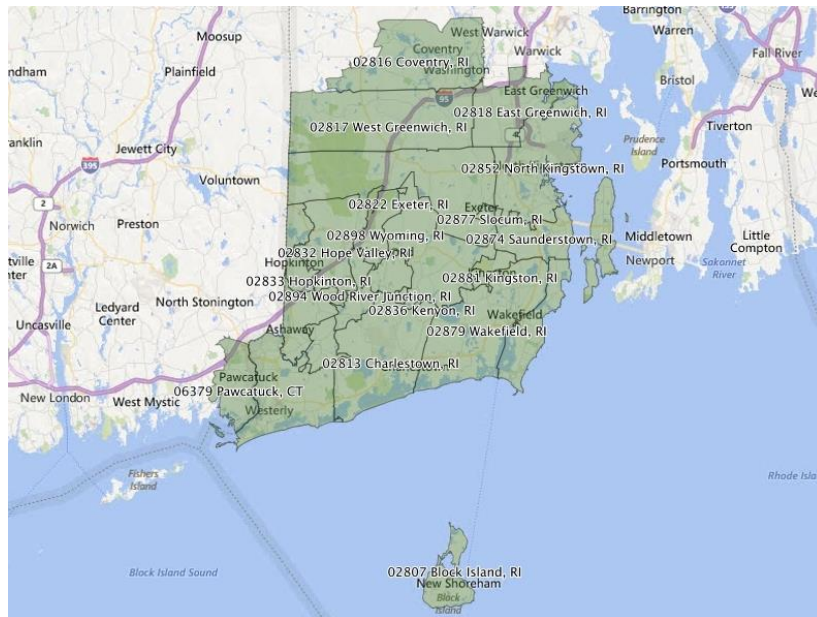 Barrington
Moosup
West Warwick
Warren
Coventry
Warwick
Fall River
02816 Coventry, RI
Washington
ndham
Plainfield
Bristol
East Greenwich
95
We
02818 East Greenwich, RI
Tiverton
02817 West Greenwich, RI
anklin
Jewett City
Prudence
Island
395
Portsmouth
02852 North Kingstown, RI
Voluntown
2
02822 Exeter, RI
Exeter
02877 Slocum, RI
Norwich
Preston
02898 Wyoming, RI
02874 Saunderstown, RI
Middletown
Little
Compton
02832 Hope Valley, RI
Hopkinton
Newport
Sakonnet
River
tville
nter
2A
02833 Hopkinton, RI
02881 Kingston, RI
02894 Wood River Junction, RI
North Stonington
Ledyard
Center
02836 Kenyon, RI
Wakefield
Uncasville
Ashaway
02879 Wakefield, RI
02813 Charlestown, RI
Pawcatuck
06379 Pawcatuck, CT
New London
West Mystic
Westerly
Fishers
Island
Rhode Isla
Block Island Sound
02807 Block Island, RI
New Shoreham
Block
Island